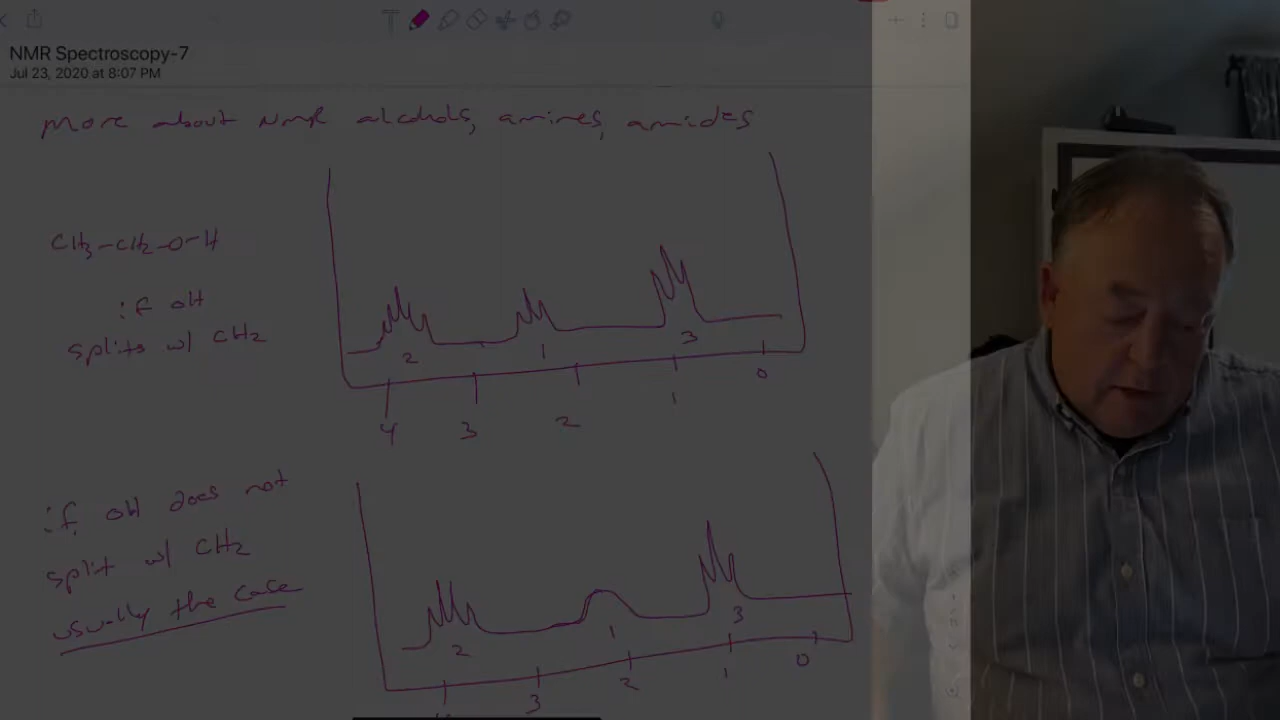 NMR Spectroscopy-7
Jul 23, 2020 at 8:07 PM
More about NMR alcohols, amines, amides
CH3-CH2-O-H
if OH
splits w/ CH2
2 1 3
4 3 2 1 0
if OH does not
split w/ CH2
usually the case
2 1 3
3 2 1 0